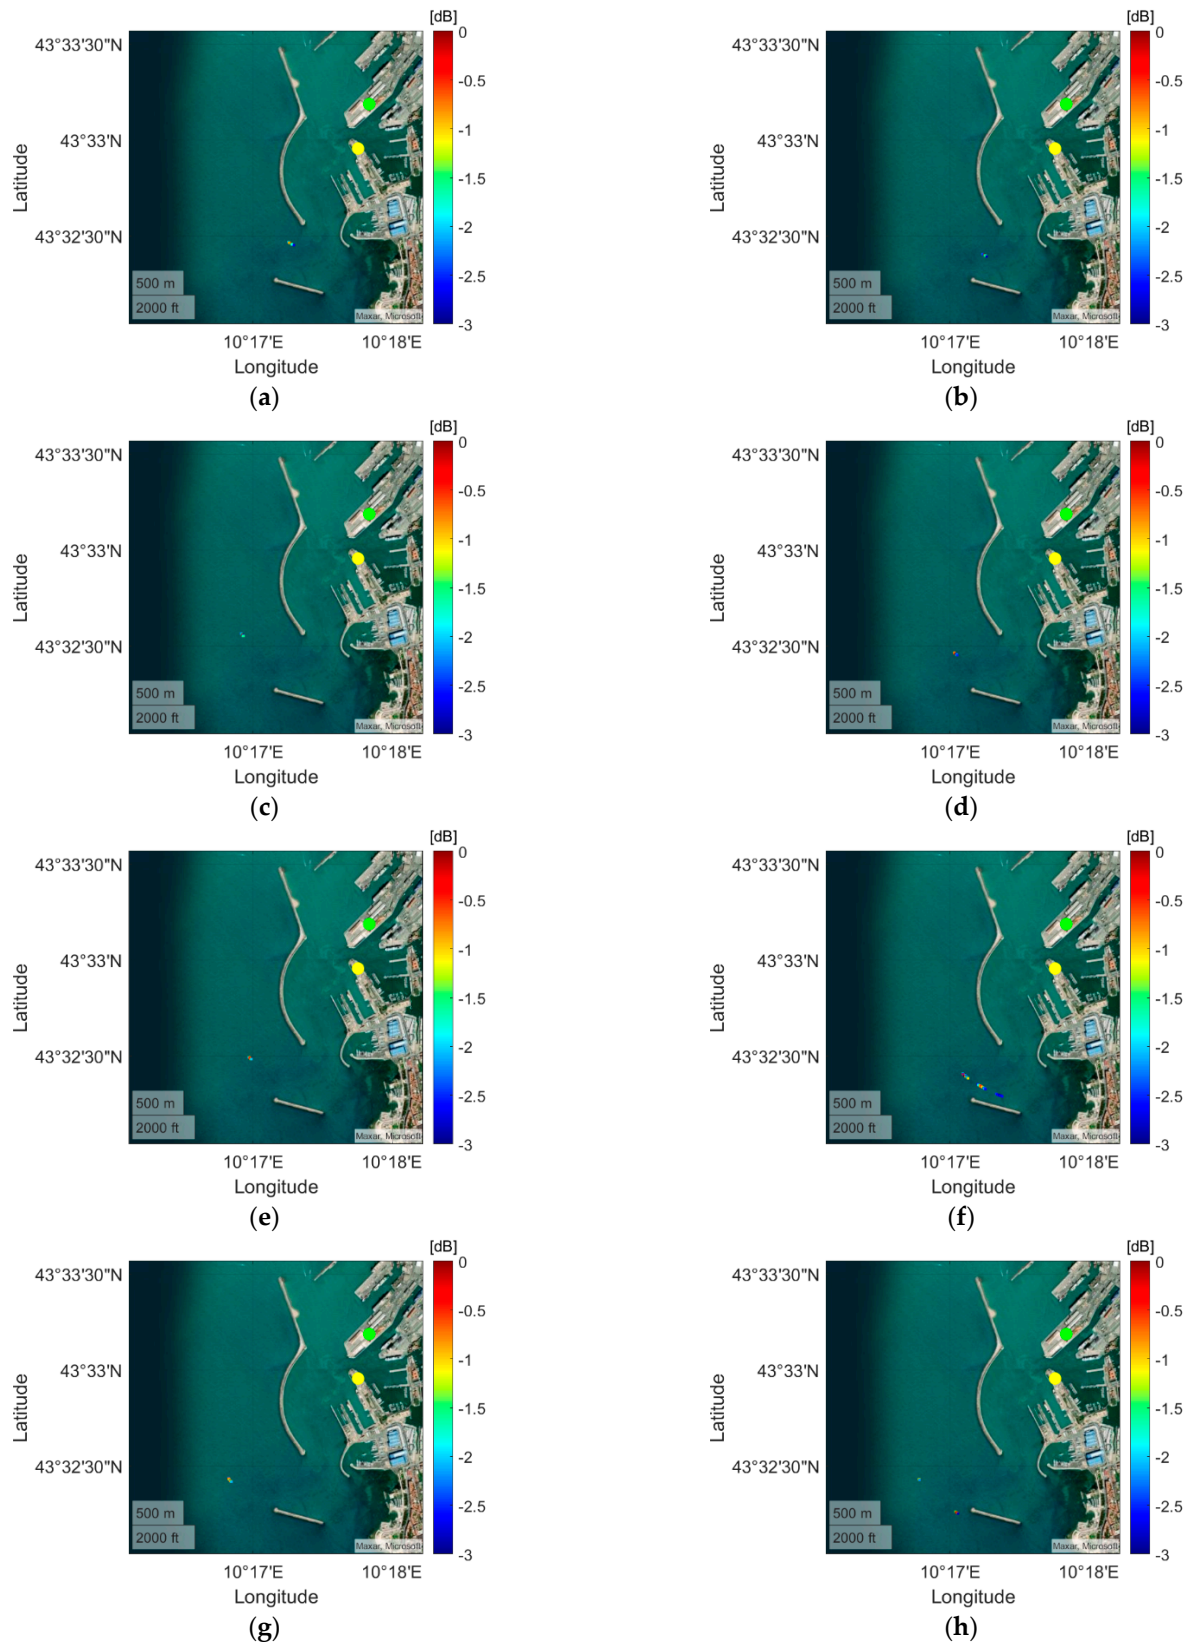 [dB] [dB]
43°33'30"N 0 43°33'30"N 0
-0.5 -0.5
43°33'N -1 43°33'N -1
Latitude -1.5 Latitude -1.5
-2 -2
43°32'30"N 43°32'30"N
500 m -2.5 500 m -2.5
2000 ft Maxar, Microsoft 2000 ft Maxar, Microsoft
-3 -3
10°17'E 10°18'E 10°17'E 10°18'E
Longitude Longitude
(a) (b)
[dB] [dB]
43°33'30"N 0 43°33'30"N 0
-0.5 -0.5
43°33'N -1 43°33'N -1
Latitude -1.5 Latitude -1.5
43°32'30"N -2 43°32'30"N -2
500 m -2.5 500 m -2.5
2000 ft Maxar, Microsoft 2000 ft Maxar, Microsoft
-3 -3
10°17'E 10°18'E 10°17'E 10°18'E
Longitude Longitude
(c) (d)
[dB] [dB]
43°33'30"N 0 43°33'30"N 0
-0.5 -0.5
43°33'N -1 43°33'N -1
Latitude -1.5 Latitude -1.5
43°32'30"N -2 43°32'30"N -2
500 m -2.5 500 m -2.5
2000 ft Maxar, Microsoft 2000 ft Maxar, Microsoft
-3 -3
10°17'E 10°18'E 10°17'E 10°18'E
Longitude Longitude
(e) (f)
[dB] [dB]
43°33'30"N 0 43°33'30"N 0
-0.5 -0.5
43°33'N -1 43°33'N -1
Latitude -1.5 Latitude -1.5
43°32'30"N -2 43°32'30"N -2
500 m -2.5 500 m -2.5
2000 ft Maxar, Microsoft 2000 ft Maxar, Microsoft
-3 -3
10°17'E 10°18'E 10°17'E 10°18'E
Longitude Longitude
(g) (h)